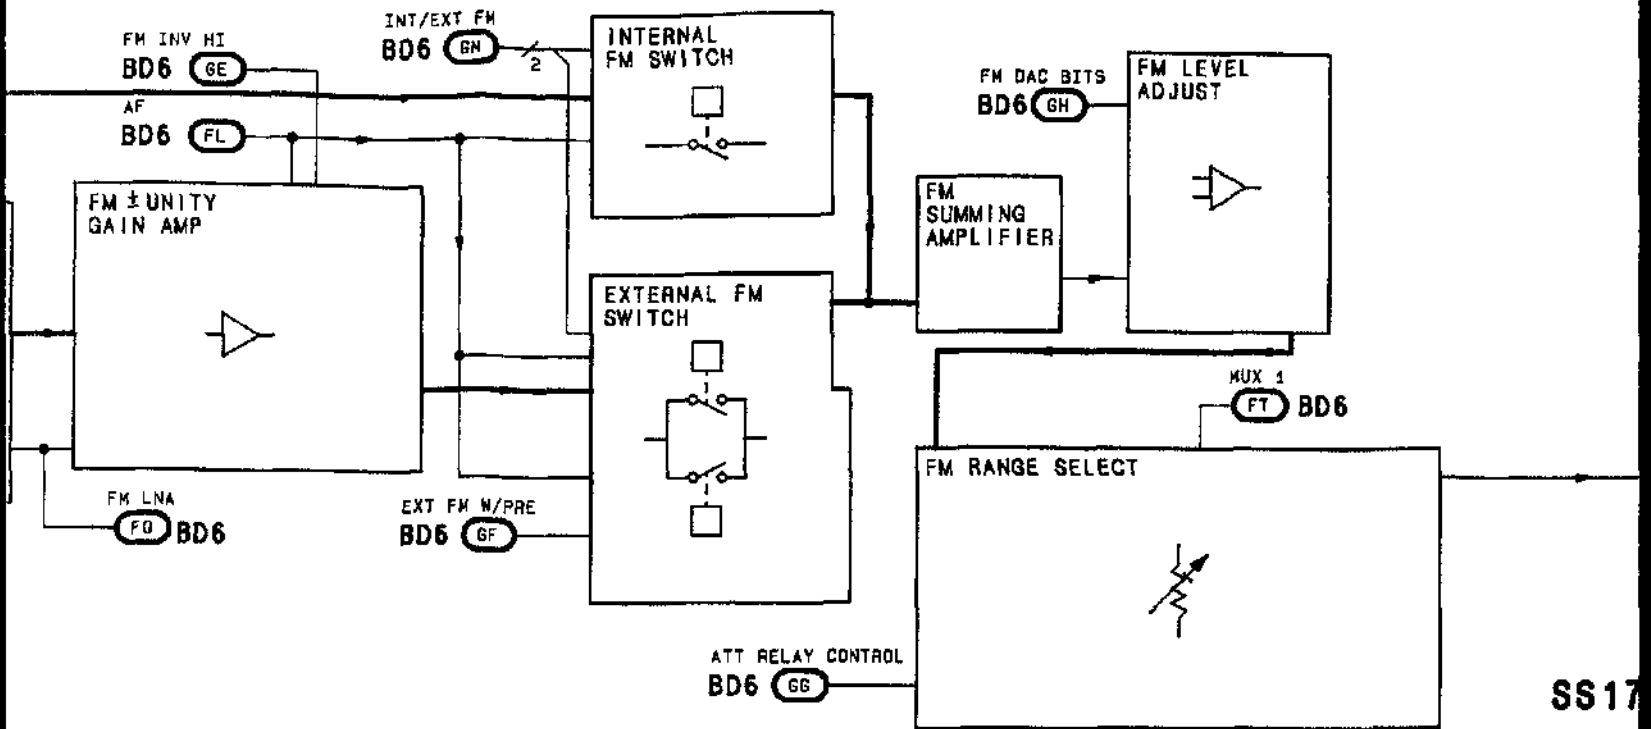 INT/EXT FM
BD6 GN
2
FM INV HI
BD6 GE
AF
BD6 FL
INTERNAL
FM SWITCH
FM DAC BITS
BD6 GH
FM LEVEL
ADJUST
FM ±UNITY
GAIN AMP
FM
SUMMING
AMPLIFIER
EXTERNAL FM
SWITCH
MUX 1
FT BD6
FM RANGE SELECT
FM LNA
FO BD6
EXT FM W/PRE
BD6 GF
ATT RELAY CONTROL
BD6 GG
SS17